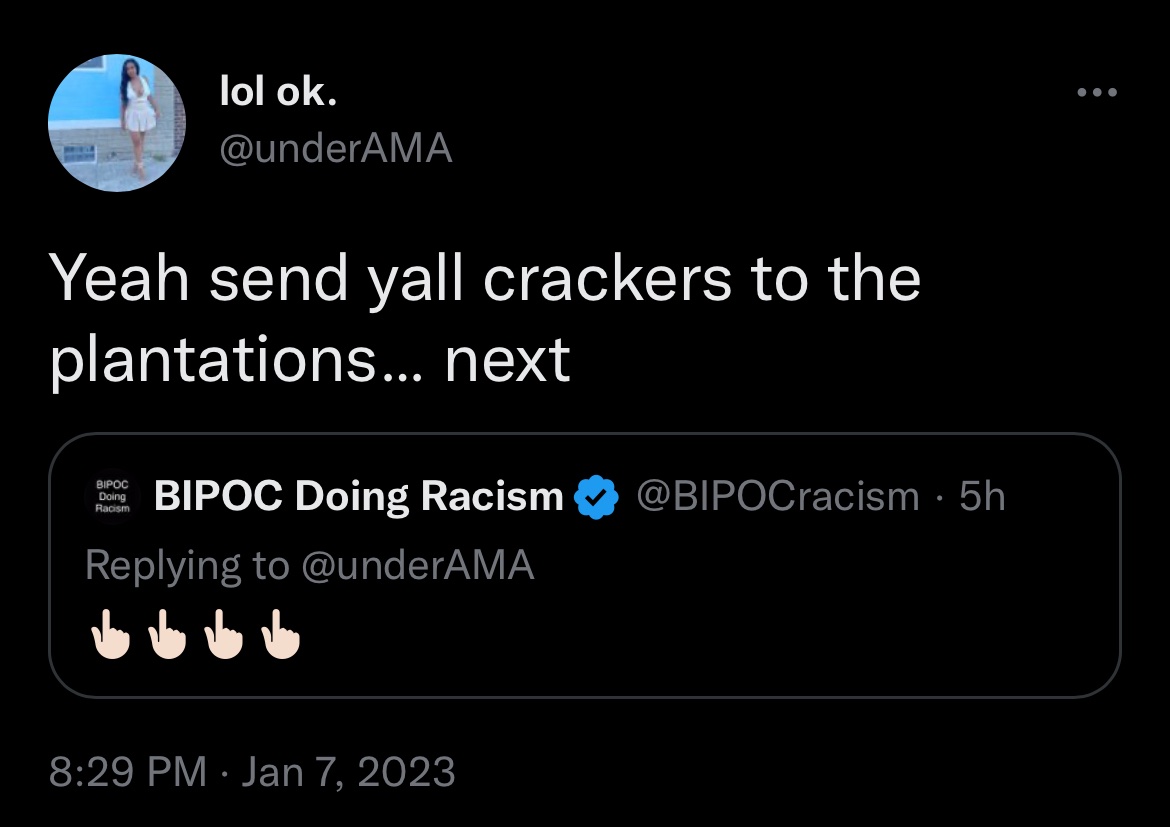 lol ok.
@underAMA
Yeah send yall crackers to the
plantations... next
BIPOC
Doing
Racism
BIPOC Doing Racism @BIPOCracism · 5h
Replying to @underAMA
👆🏻👆🏻👆🏻👆🏻
8:29 PM · Jan 7, 2023